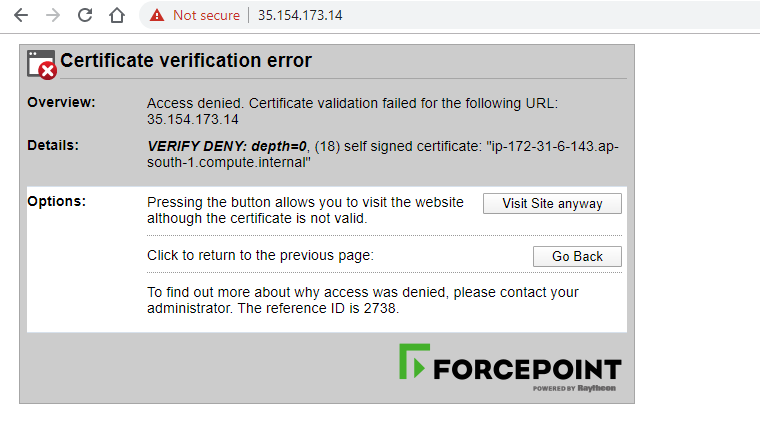 Not secure | 35.154.173.14
Certificate verification error
Overview: Access denied. Certificate validation failed for the following URL:
35.154.173.14
Details: VERIFY DENY: depth=0, (18) self signed certificate: "ip-172-31-6-143.ap-
south-1.compute.internal"
Options: Pressing the button allows you to visit the website Visit Site anyway
although the certificate is not valid.
Click to return to the previous page: Go Back
To find out more about why access was denied, please contact your
administrator. The reference ID is 2738.
FORCEPOINT
POWERED BY Raytheon